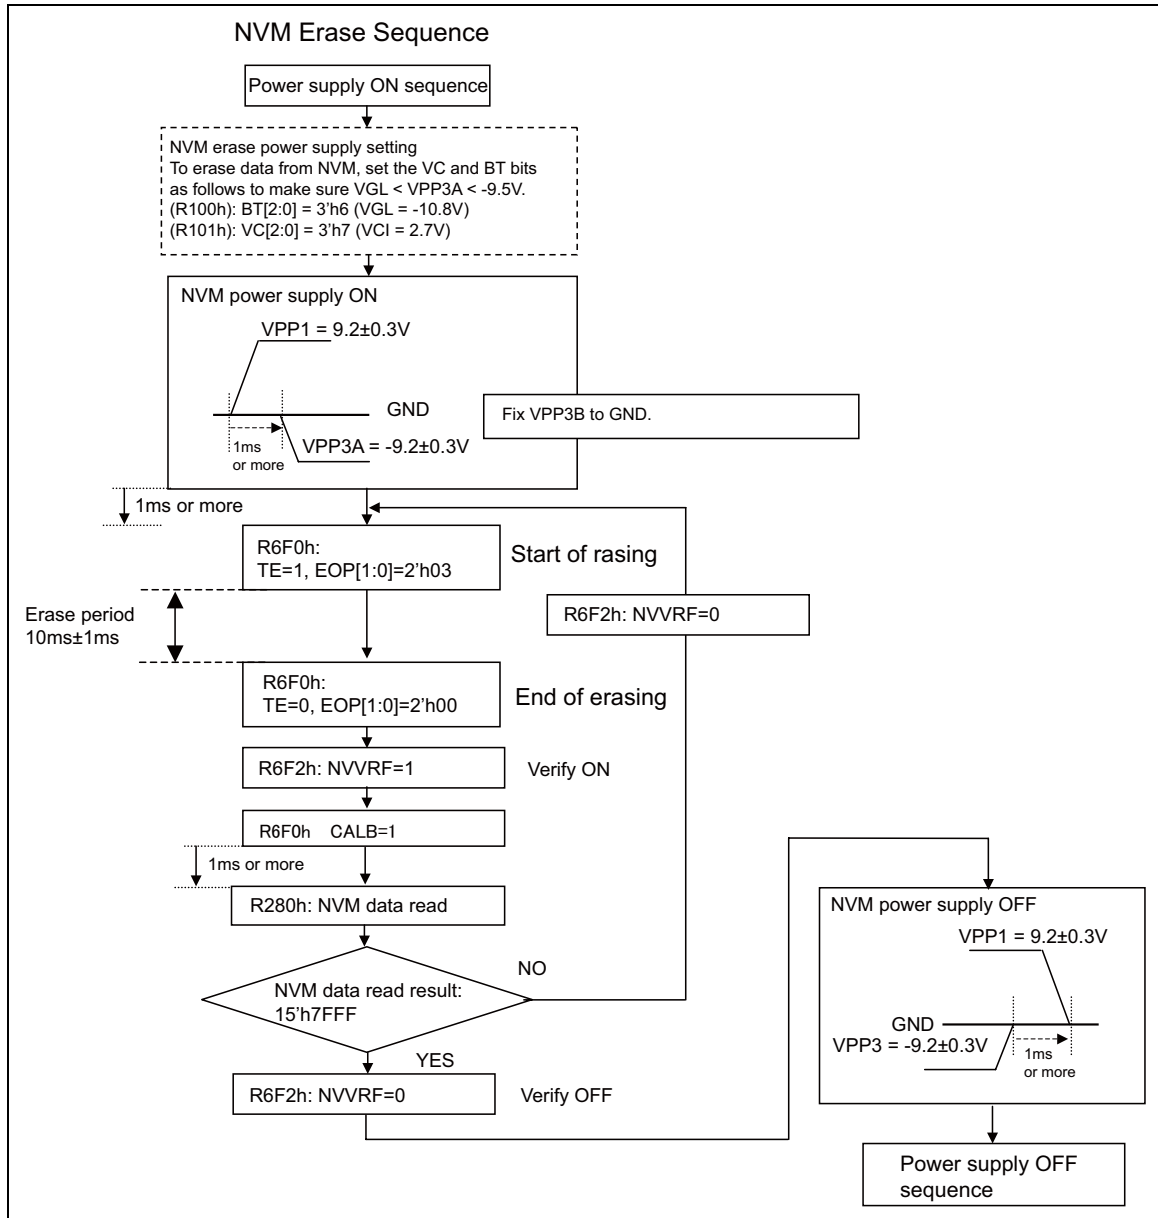 NVM Erase Sequence
Power supply ON sequence
NVM erase power supply setting
To erase data from NVM, set the VC and BT bits
as follows to make sure VGL < VPP3A < -9.5V.
(R100h): BT[2:0] = 3'h6 (VGL = -10.8V)
(R101h): VC[2:0] = 3'h7 (VCI = 2.7V)
NVM power supply ON
VPP1 = 9.2±0.3V
GND
1ms
or more
VPP3A = -9.2±0.3V
Fix VPP3B to GND.
1ms or more
R6F0h:
TE=1, EOP[1:0]=2'h03
Start of rasing
Erase period
10ms±1ms
R6F2h: NVVRF=0
R6F0h:
TE=0, EOP[1:0]=2'h00
End of erasing
R6F2h: NVVRF=1
Verify ON
R6F0h CALB=1
1ms or more
R280h: NVM data read
NVM data read result:
15'h7FFF
NO
YES
R6F2h: NVVRF=0
Verify OFF
NVM power supply OFF
VPP1 = 9.2±0.3V
GND
VPP3 = -9.2±0.3V
1ms
or more
Power supply OFF
sequence